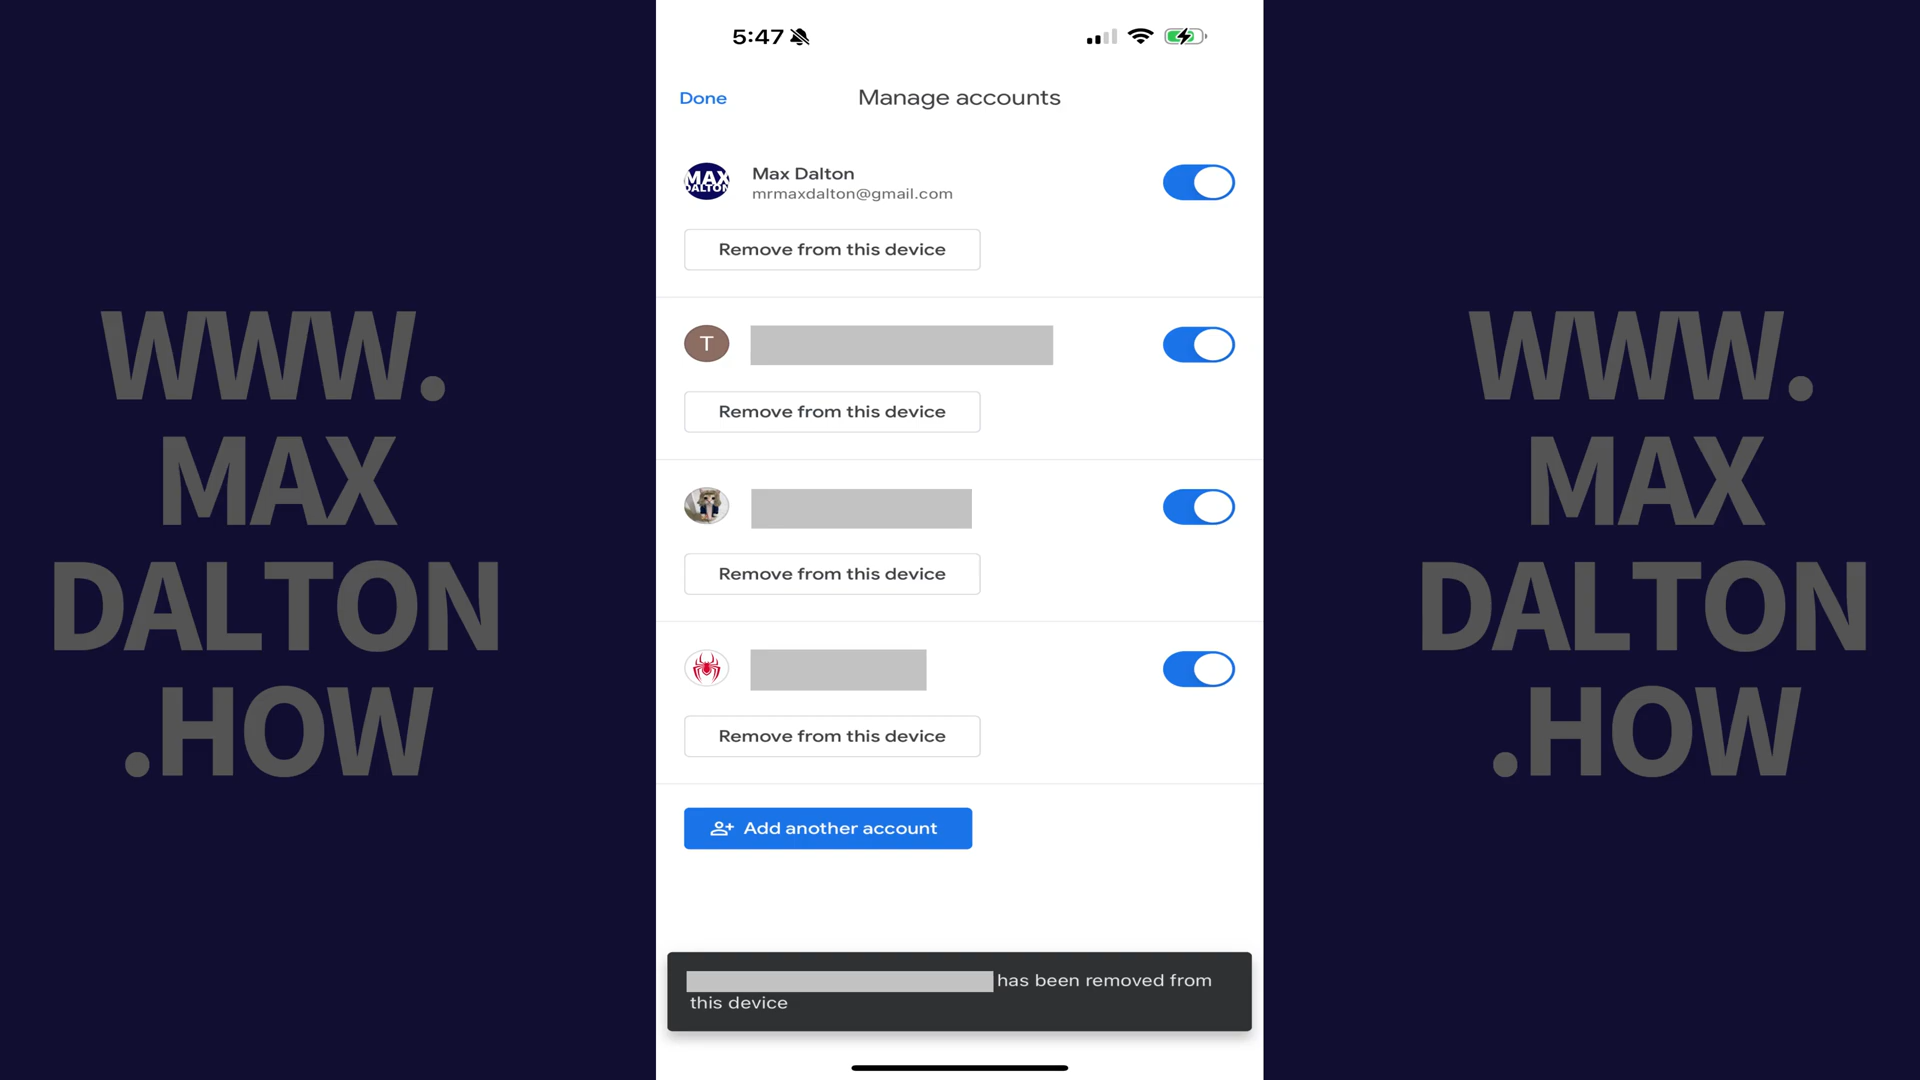 5:47
Done
Manage accounts
MAX
DALTON
Max Dalton
mrmaxdalton@gmail.com
Remove from this device
T
Remove from this device
Remove from this device
Remove from this device
Add another account
has been removed from
this device
WWW.
MAX
DALTON
.HOW
WWW.
MAX
DALTON
.HOW